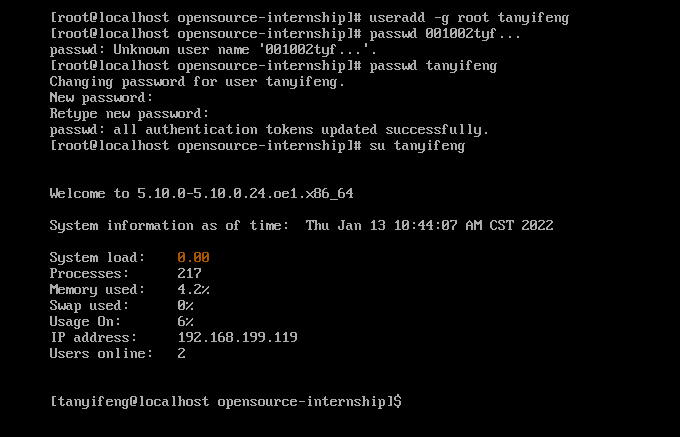 [root@localhost opensource-internship]# useradd -g root tanyifeng
[root@localhost opensource-internship]# passwd 001002tyf...
passwd: Unknown user name '001002tyf...'.
[root@localhost opensource-internship]# passwd tanyifeng
Changing password for user tanyifeng.
New password:
Retype new password:
passwd: all authentication tokens updated successfully.
[root@localhost opensource-internship]# su tanyifeng
Welcome to 5.10.0-5.10.0.24.oe1.x86_64
System information as of time:  Thu Jan 13 10:44:07 AM CST 2022
System load:    0.00
Processes:      217
Memory used:    4.2%
Swap used:      0%
Usage On:       6%
IP address:     192.168.199.119
Users online:   2
[tanyifeng@localhost opensource-internship]$